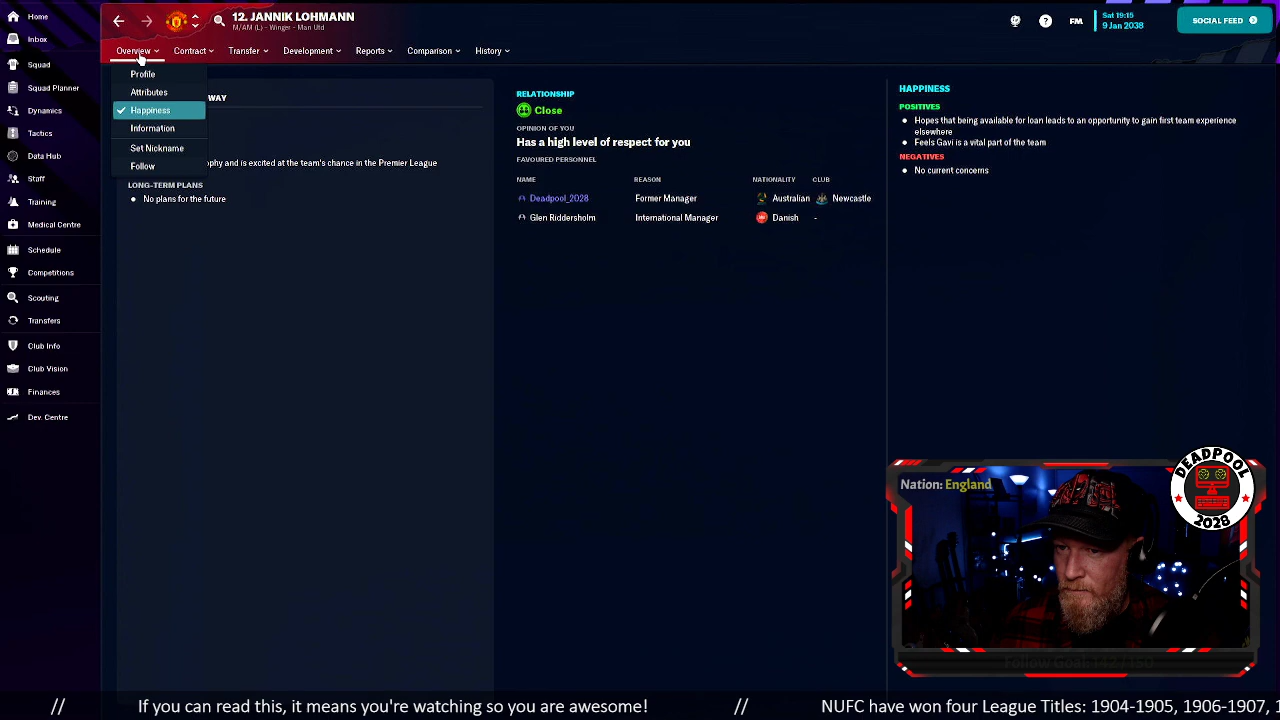 Home
Inbox
Squad
Squad Planner
Dynamics
Tactics
Data Hub
Staff
Training
Medical Centre
Schedule
Competitions
Scouting
Transfers
Club Info
Club Vision
Finances
Dev. Centre
12. JANNIK LOHMANN
M/AM (L) - Winger - Man Utd
FM
Sat 19:15
9 Jan 2038
SOCIAL FEED
Overview
Contract
Transfer
Development
Reports
Comparison
History
Profile
Attributes
Happiness
Information
Set Nickname
Follow
WAY
ophy and is excited at the team's chance in the Premier League
LONG-TERM PLANS
No plans for the future
RELATIONSHIP
Close
OPINION OF YOU
Has a high level of respect for you
FAVOURED PERSONNEL
NAME REASON NATIONALITY CLUB
Deadpool_2028 Former Manager Australian Newcastle
Glen Riddersholm International Manager Danish -
HAPPINESS
POSITIVES
Hopes that being available for loan leads to an opportunity to gain first team experience
elsewhere
Feels Gavi is a vital part of the team
NEGATIVES
No current concerns
Nation: England
DEADPOOL
2028
Follow Goal: 142 / 150
// If you can read this, it means you're watching so you are awesome! // NUFC have won four League Titles: 1904-1905, 1906-1907, 1